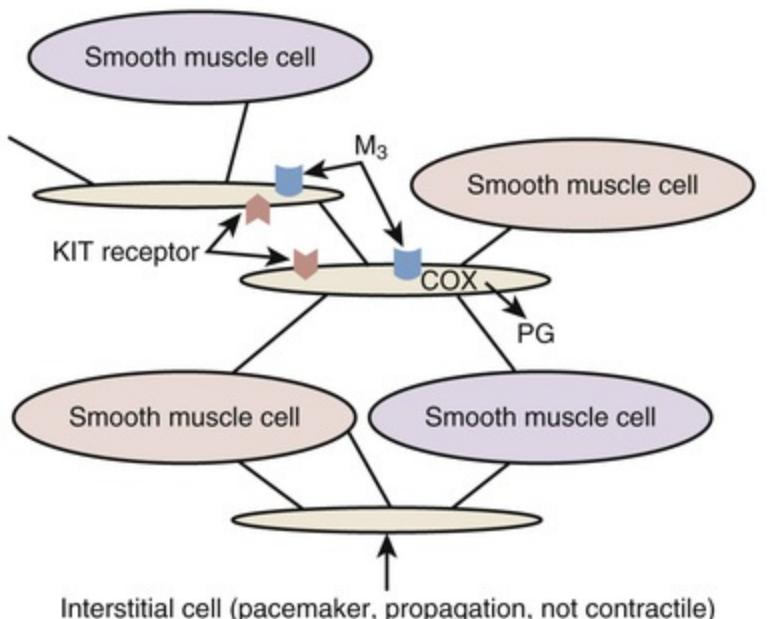 Smooth muscle cell
M3
Smooth muscle cell
KIT receptor
COX
PG
Smooth muscle cell
Smooth muscle cell
Interstitial cell (pacemaker, propagation, not contractile)